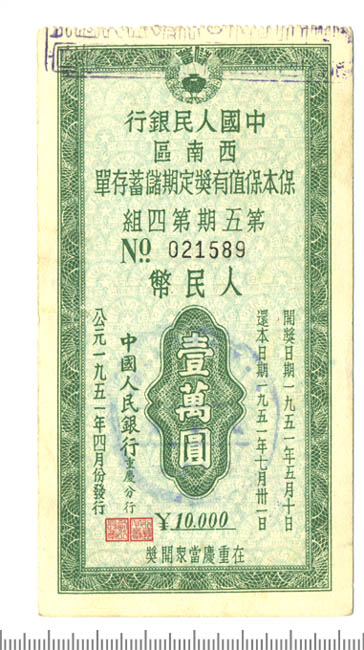 中國人民銀行
西南區
保本保值有獎定期儲蓄存單
第五期第四組
No 021589
人民幣
壹萬圓
開獎日期一九五一年五月十日
還本日期一九五一年七月卅一日
中國人民銀行重慶分行
公元一九五一年四月份發行
¥10.000
在重慶當眾開獎